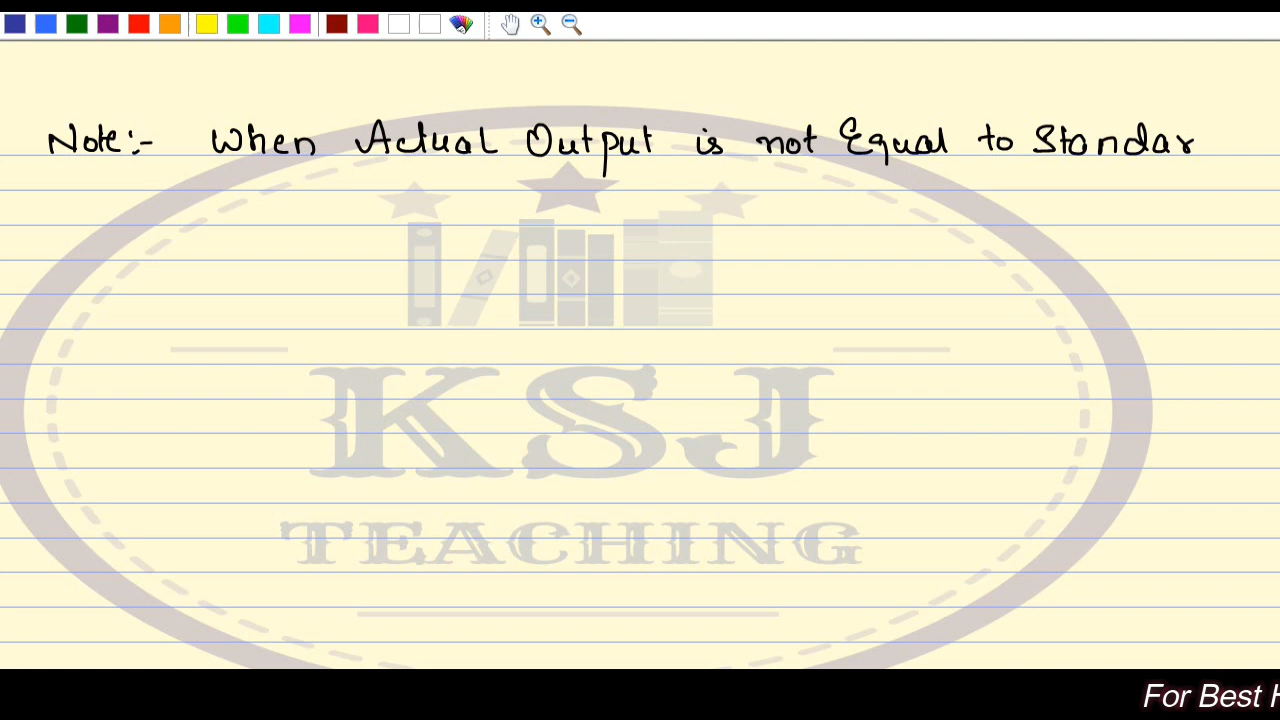 Note:- When Actual Output is not Equal to Standar
KSJ
TEACHING
For Best H